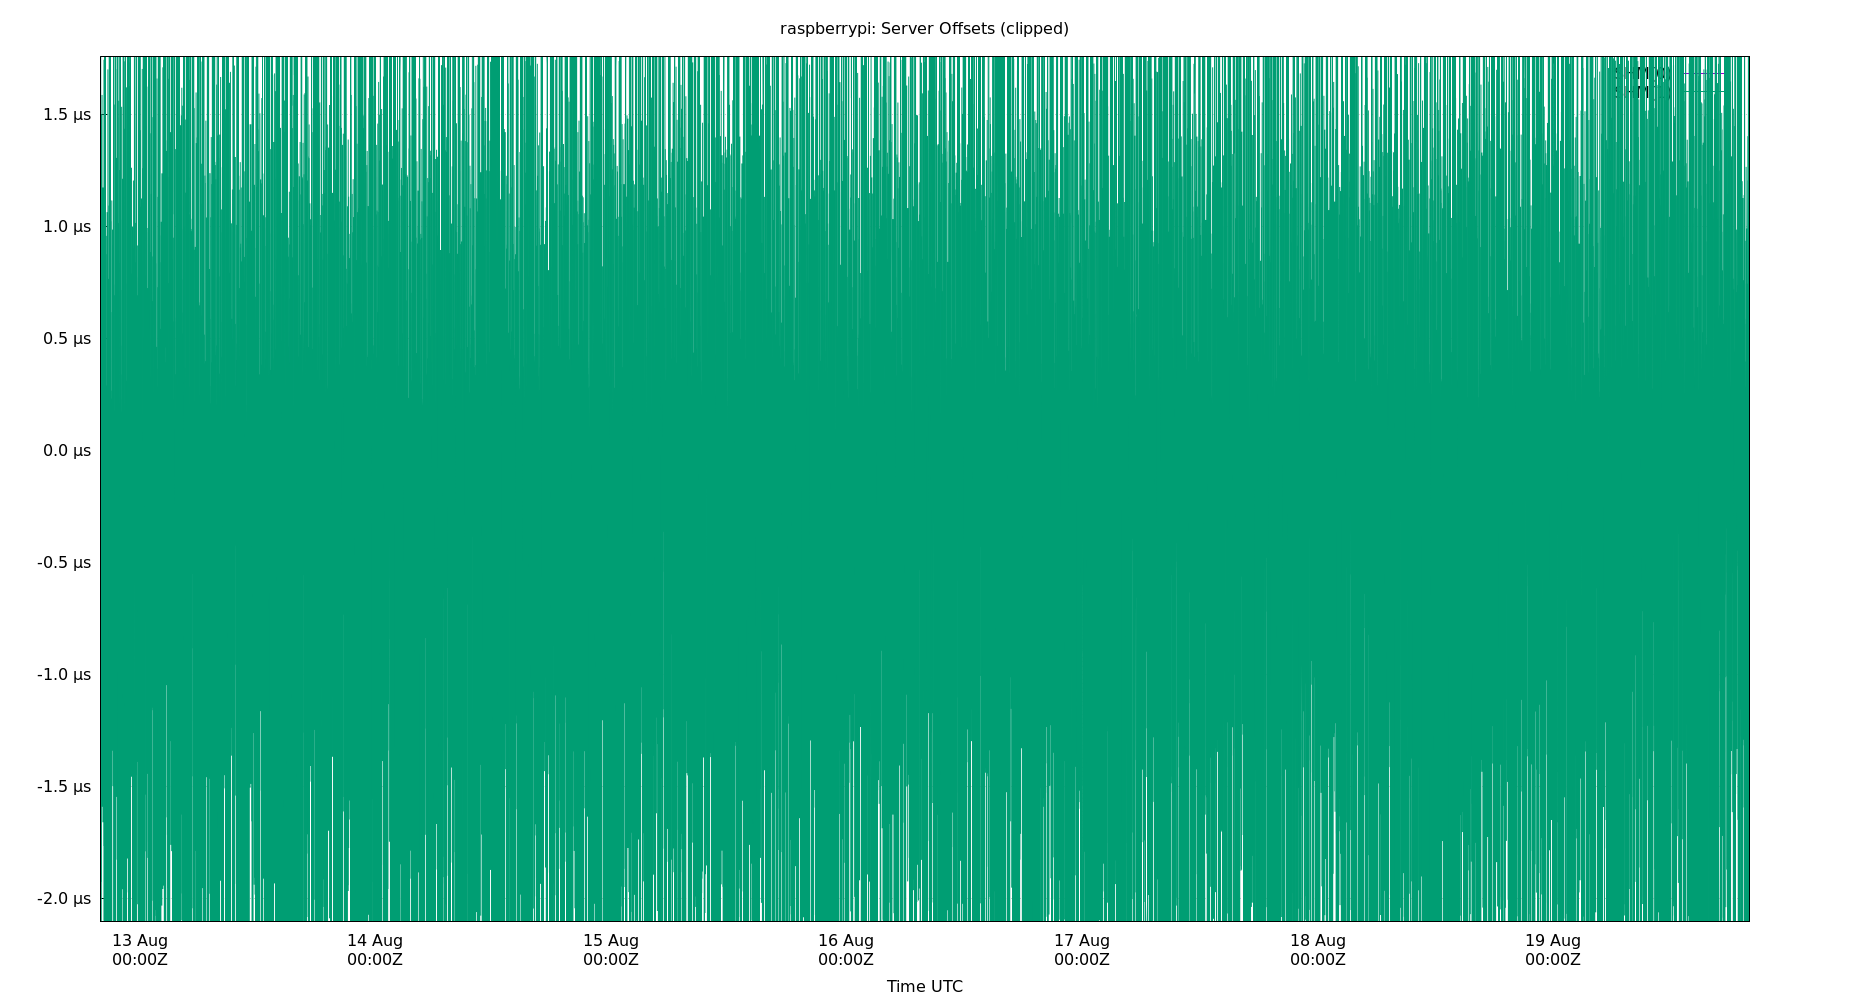 raspberrypi: Server Offsets (clipped)
1.5 µs
1.0 µs
0.5 µs
0.0 µs
-0.5 µs
-1.0 µs
-1.5 µs
-2.0 µs
13 Aug
00:00Z
14 Aug
00:00Z
15 Aug
00:00Z
16 Aug
00:00Z
17 Aug
00:00Z
18 Aug
00:00Z
19 Aug
00:00Z
Time UTC